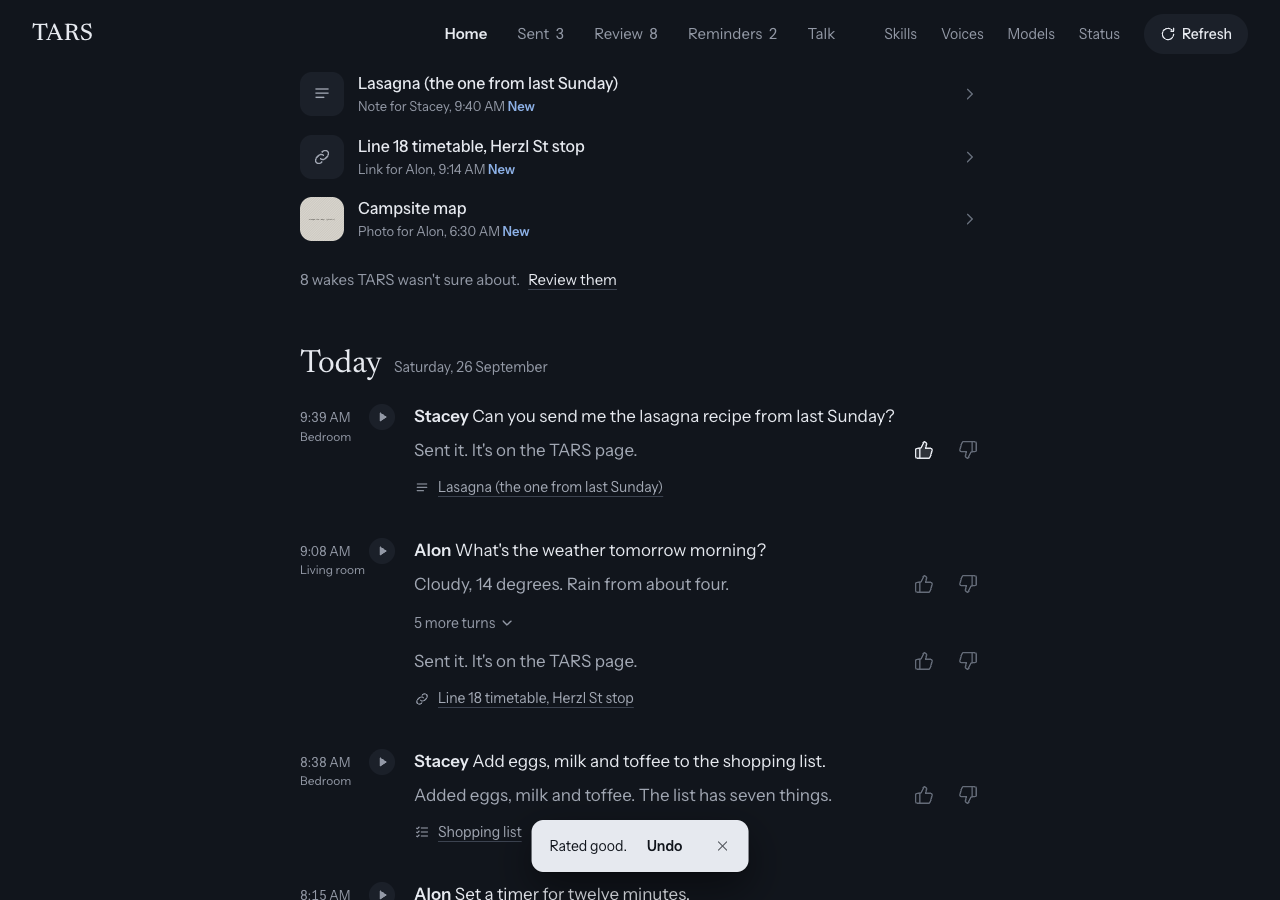 TARS
Home Sent 3 Review 8 Reminders 2 Talk Skills Voices Models Status Refresh
Lasagna (the one from last Sunday)
Note for Stacey, 9:40 AM New
Line 18 timetable, Herzl St stop
Link for Alon, 9:14 AM New
Campsite map
Photo for Alon, 6:30 AM New
8 wakes TARS wasn't sure about. Review them
Today Saturday, 26 September
9:39 AM Stacey Can you send me the lasagna recipe from last Sunday?
Bedroom
Sent it. It's on the TARS page.
Lasagna (the one from last Sunday)
9:08 AM Alon What's the weather tomorrow morning?
Living room
Cloudy, 14 degrees. Rain from about four.
5 more turns
Sent it. It's on the TARS page.
Line 18 timetable, Herzl St stop
8:38 AM Stacey Add eggs, milk and toffee to the shopping list.
Bedroom
Added eggs, milk and toffee. The list has seven things.
Shopping list
Rated good. Undo
8:15 AM Alon Set a timer for twelve minutes.